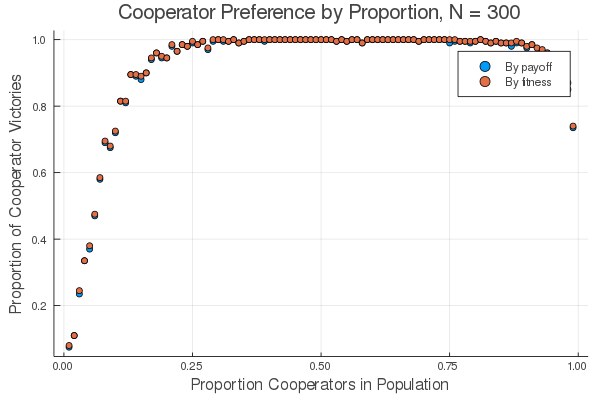 Cooperator Preference by Proportion, N = 300
Proportion of Cooperator Victories
1.0
0.8
0.6
0.4
0.2
By payoff
By fitness
0.00
0.25
0.50
0.75
1.00
Proportion Cooperators in Population